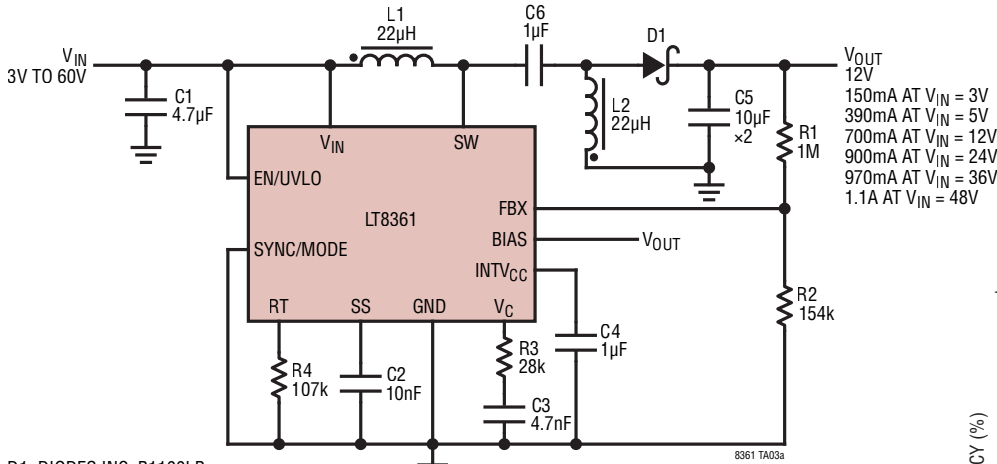 L1
22µH
C6
1µF
D1
VIN
3V TO 60V
C1
4.7µF
L2
22µH
C5
10µF
×2
R1
1M
VOUT
12V
150mA AT VIN = 3V
390mA AT VIN = 5V
700mA AT VIN = 12V
900mA AT VIN = 24V
970mA AT VIN = 36V
1.1A AT VIN = 48V
VIN
SW
EN/UVLO
LT8361
FBX
SYNC/MODE
BIAS
VOUT
INTVCC
RT
SS
GND
VC
R4
107k
C2
10nF
R3
28k
C3
4.7nF
C4
1µF
R2
154k
8361 TA03a
CY (%)